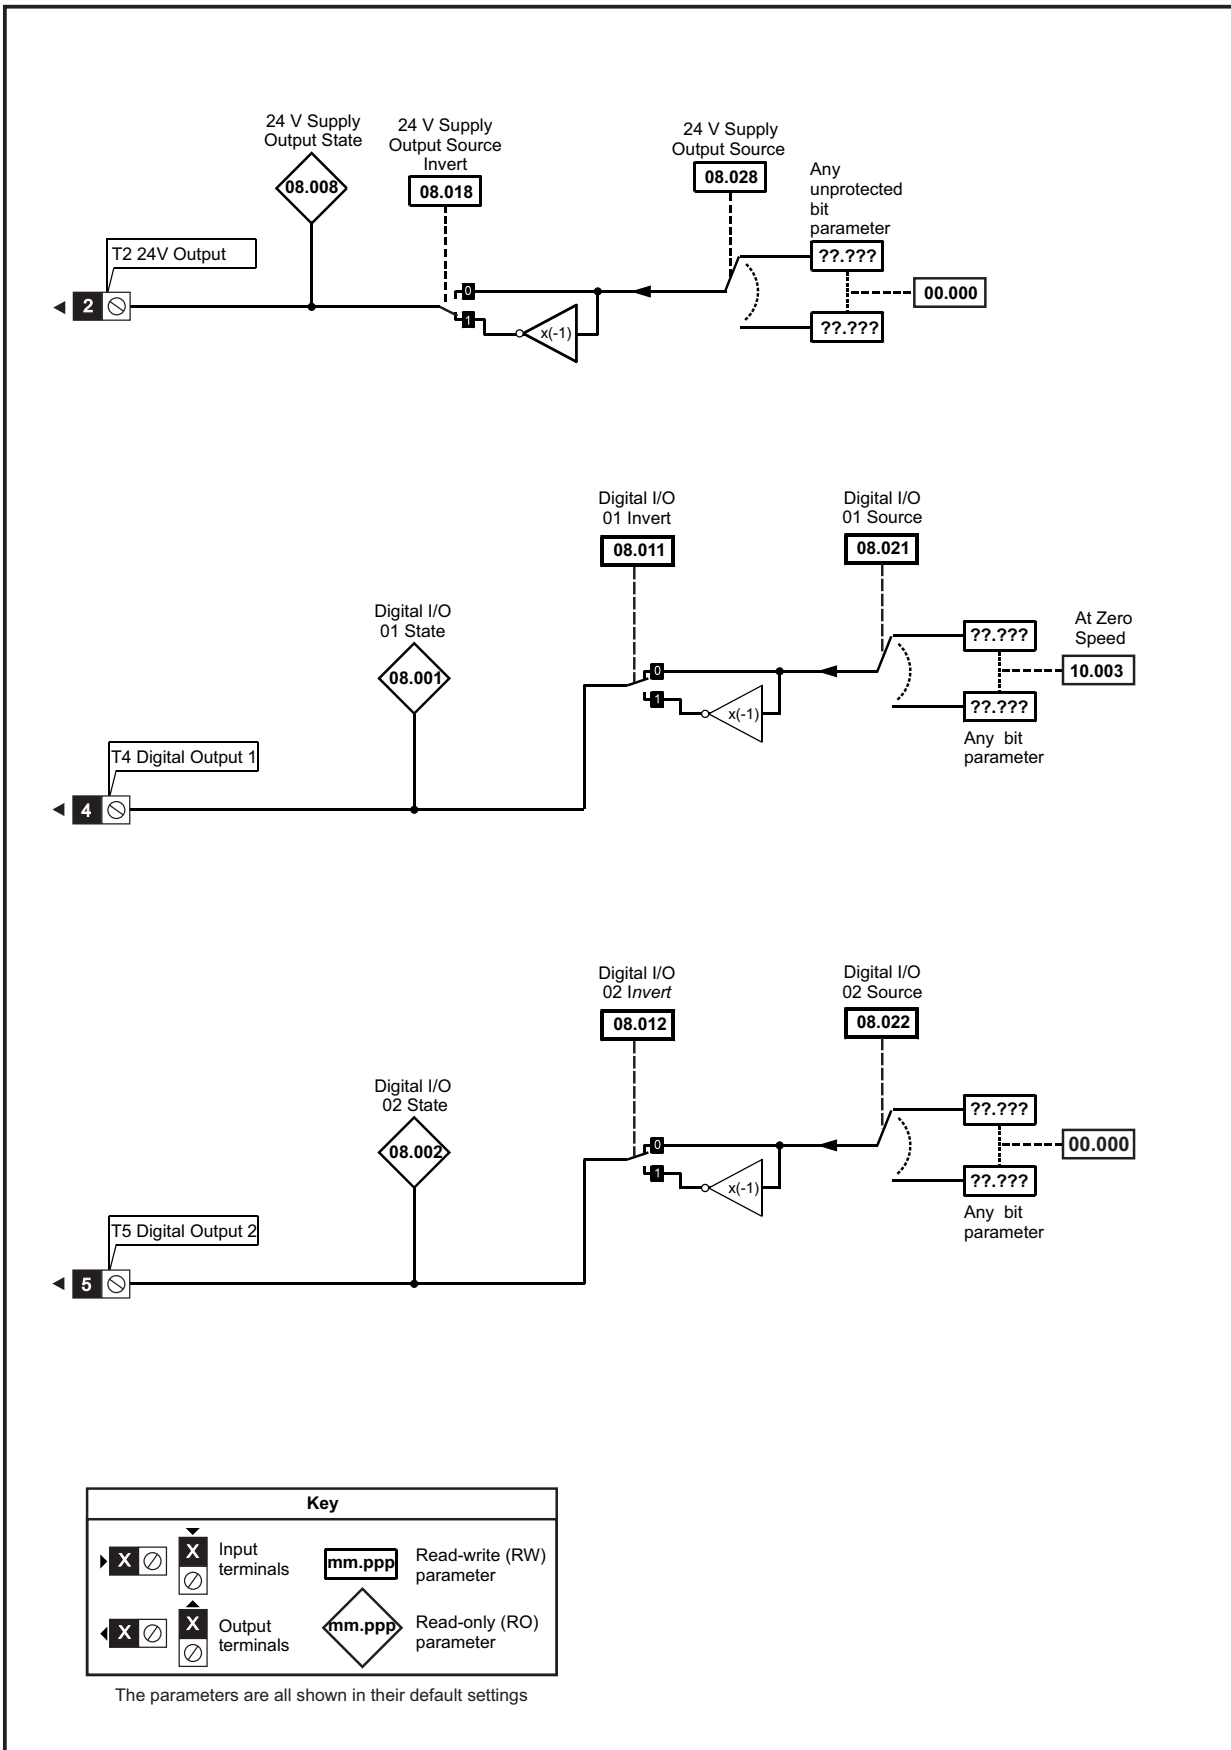 24 V Supply
Output State
08.008
24 V Supply
Output Source
Invert
08.018
24 V Supply
Output Source
08.028
Any
unprotected
bit
parameter
??.???
??.???
00.000
T2 24V Output
2
0
1
x(-1)
Digital I/O
01 Invert
08.011
Digital I/O
01 Source
08.021
Digital I/O
01 State
08.001
0
1
x(-1)
??.???
??.???
Any bit
parameter
At Zero
Speed
10.003
T4 Digital Output 1
4
Digital I/O
02 Invert
08.012
Digital I/O
02 Source
08.022
Digital I/O
02 State
08.002
0
1
x(-1)
??.???
??.???
Any bit
parameter
00.000
T5 Digital Output 2
5
Key
X
X
Input
terminals
mm.ppp
Read-write (RW)
parameter
X
X
Output
terminals
mm.ppp
Read-only (RO)
parameter
The parameters are all shown in their default settings